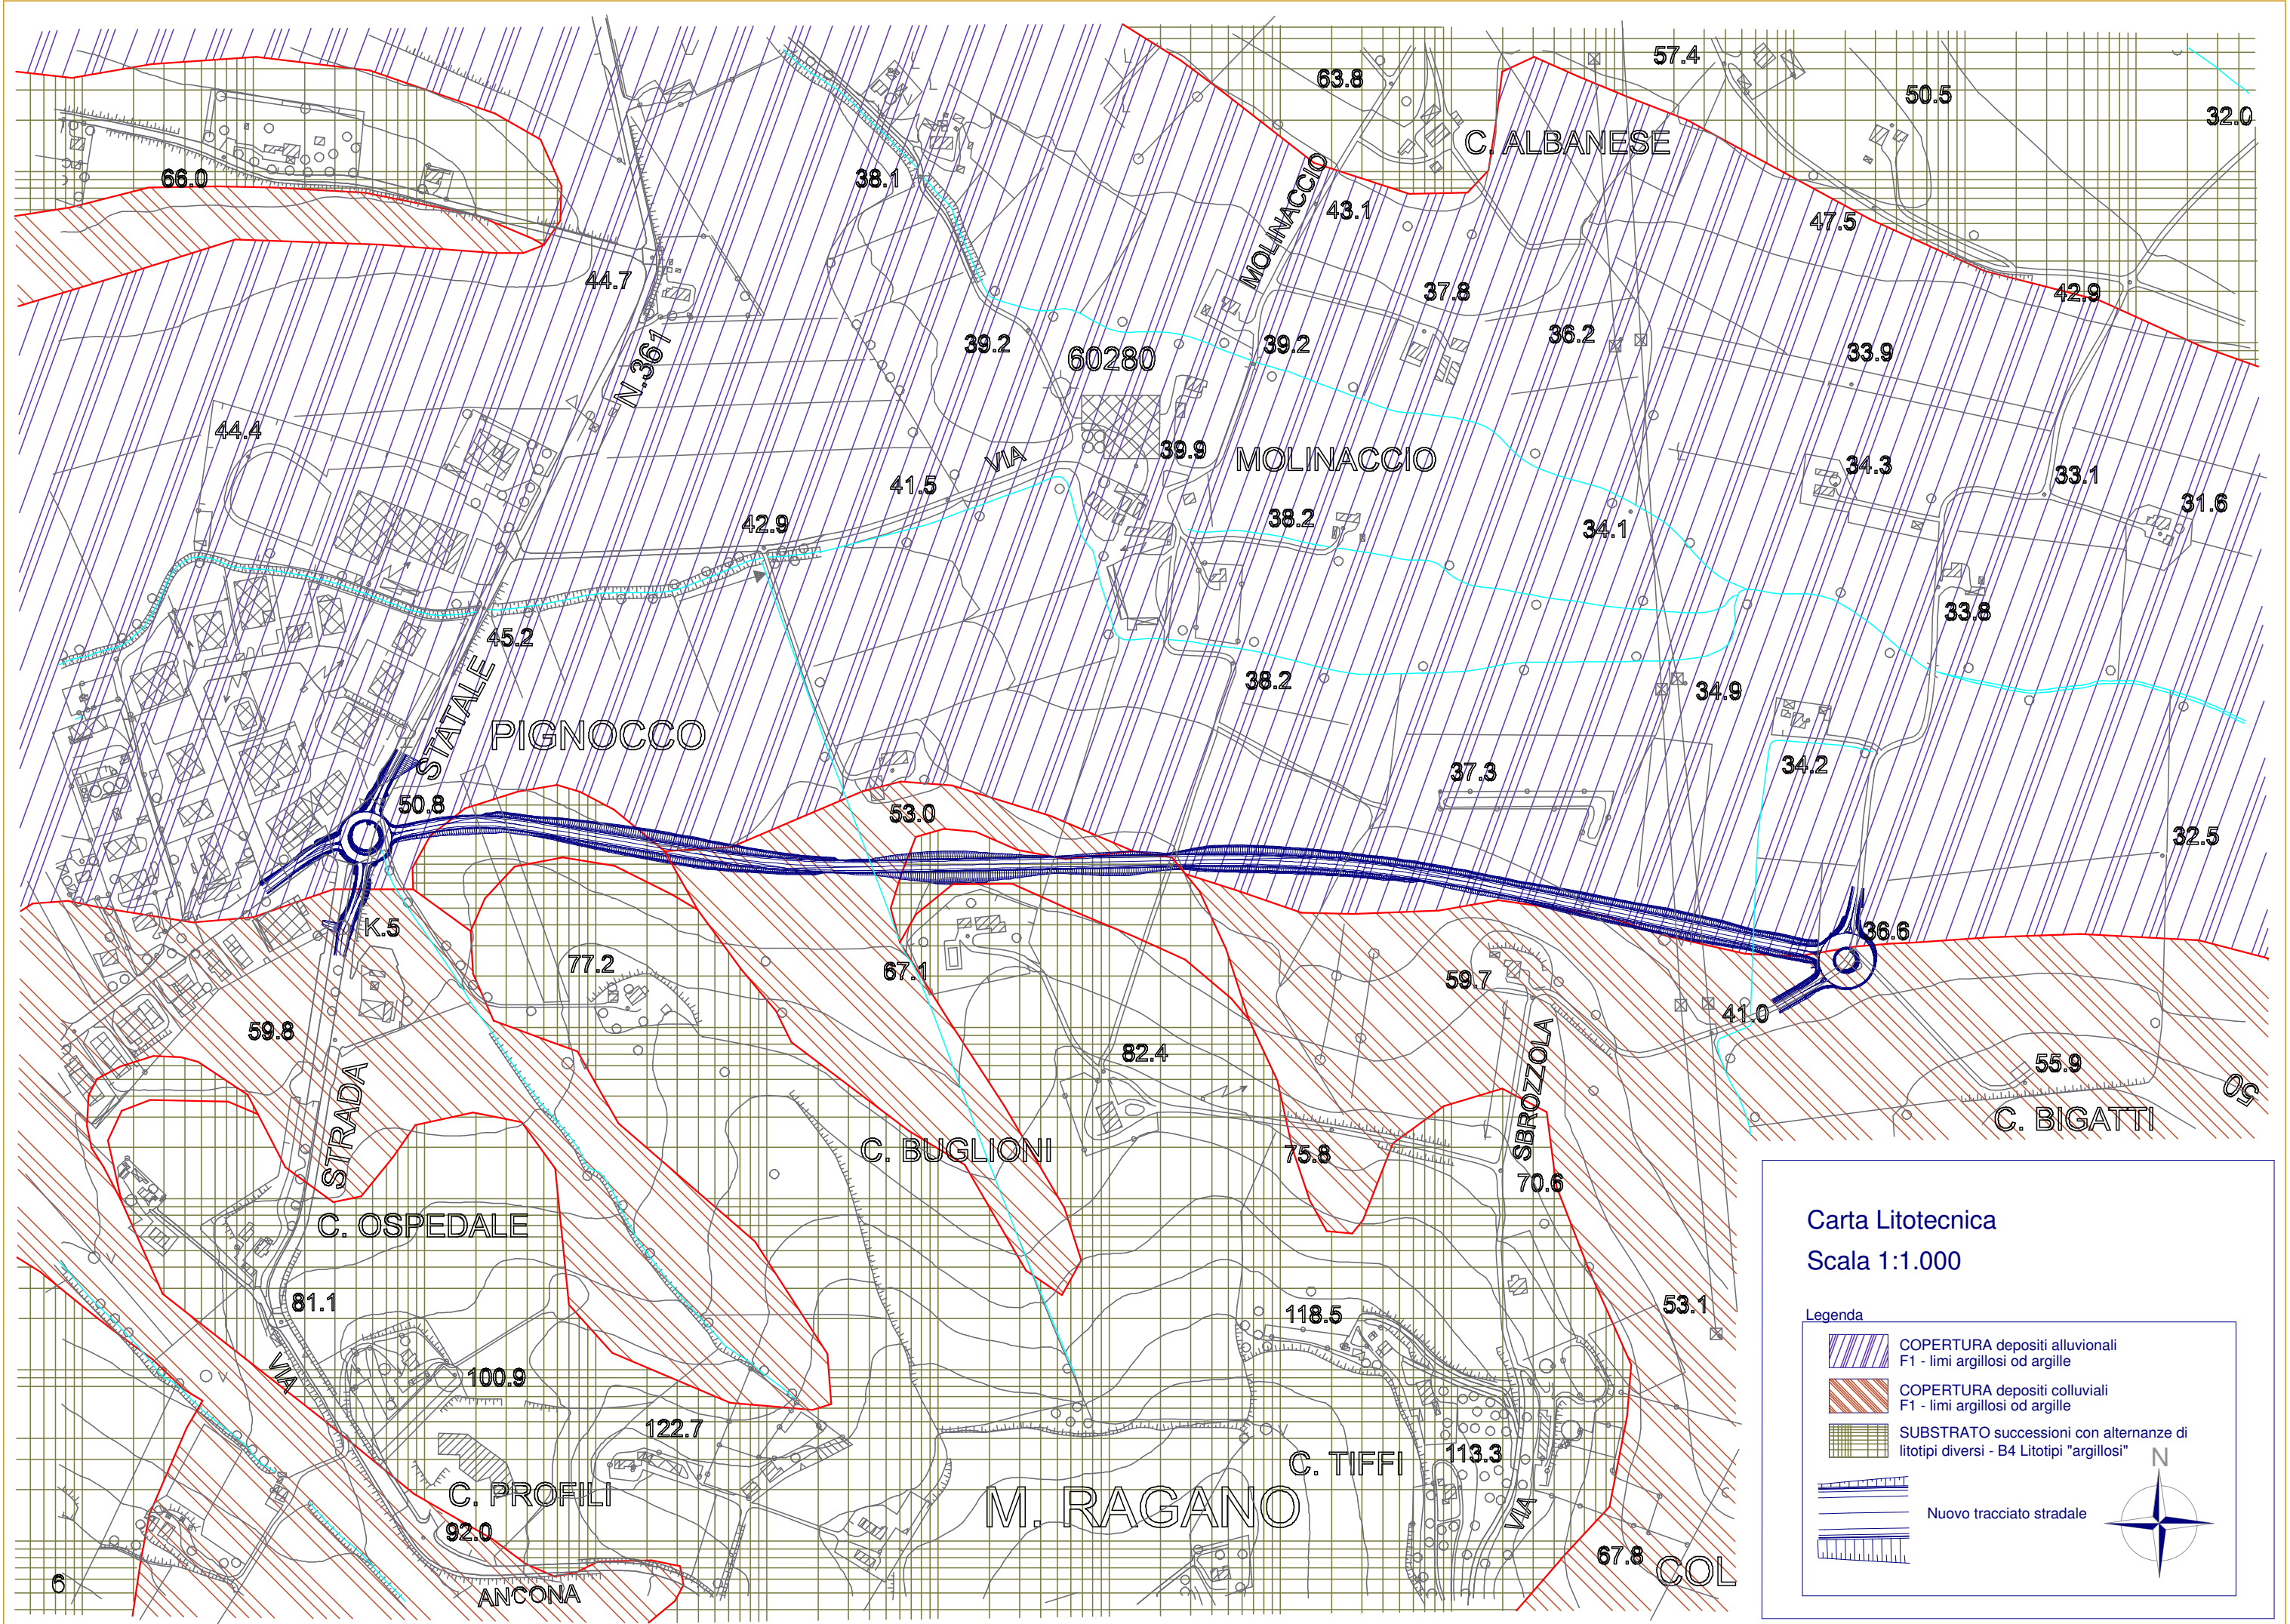 57.4
63.8
50.5
32.0
C. ALBANESE
66.0
38.1
MOLINACCIO
43.1
47.5
44.7
37.8
42.9
N.361
39.2
60280
39.2
36.2
33.9
44.4
39.9
VIA
MOLINACCIO
34.3
33.1
41.5
31.6
42.9
38.2
34.1
45.2
33.8
STATALE
38.2
34.9
PIGNOCCO
37.3
34.2
50.8
53.0
32.5
K.5
36.6
77.2
67.1
59.7
59.8
41.0
82.4
SBROZZOLA
55.9
50
STRADA
C. BUGLIONI
75.8
C. BIGATTI
70.6
C. OSPEDALE
81.1
118.5
53.1
VIA
100.9
122.7
C. TIFFI
113.3
C. PROFILI
M. RAGANO
VIA
92.0
67.8
COL
6
ANCONA
Carta Litotecnica
Scala 1:1.000
Legenda
COPERTURA depositi alluvionali
F1 - limi argillosi od argille
COPERTURA depositi colluviali
F1 - limi argillosi od argille
SUBSTRATO successioni con alternanze di
litotipi diversi - B4 Litotipi "argillosi"
N
Nuovo tracciato stradale